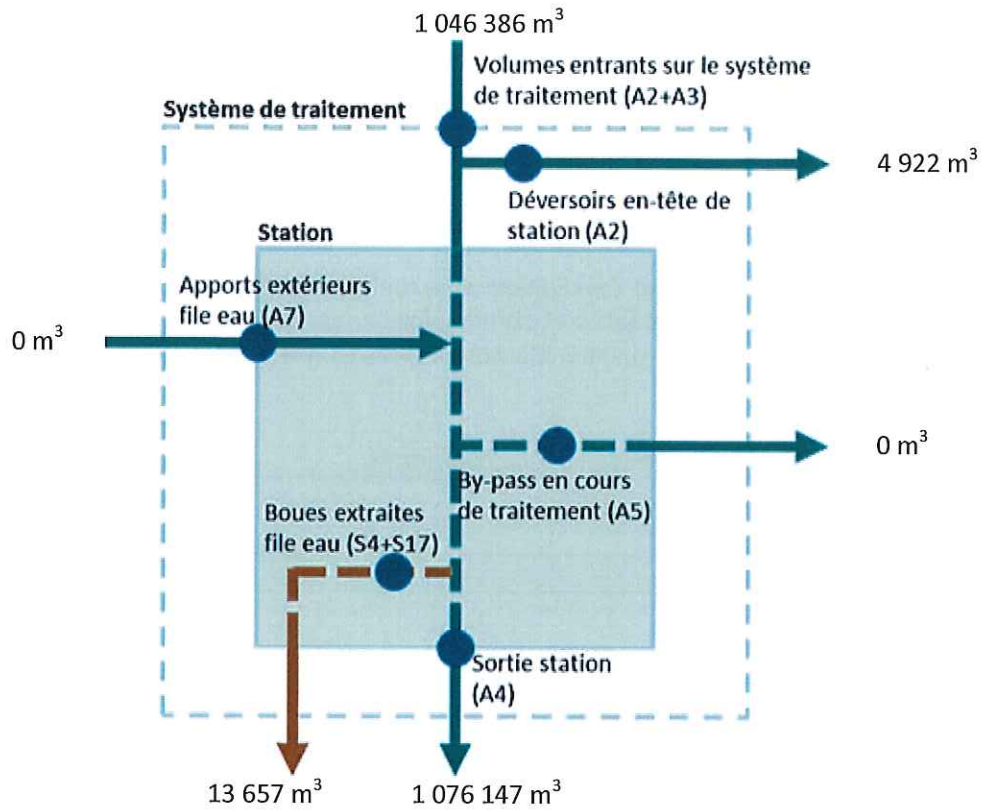 1 046 386 m³
Volumes entrants sur le système
de traitement (A2+A3)
Système de traitement
4 922 m³
Déversoirs en-tête de
station (A2)
Station
Apports extérieurs
file eau (A7)
0 m³
0 m³
By-pass en cours
de traitement (A5)
Boues extraites
file eau (S4+S17)
Sortie station
(A4)
13 657 m³
1 076 147 m³